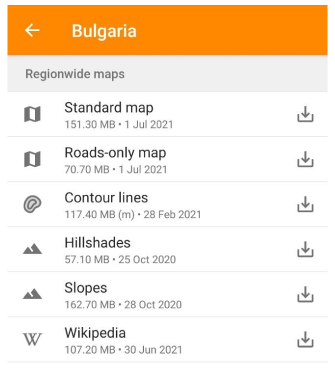 Bulgaria
Regionwide maps
Standard map
151.30 MB • 1 Jul 2021
Roads-only map
70.70 MB • 1 Jul 2021
Contour lines
117.40 MB (m) • 28 Feb 2021
Hillshades
57.10 MB • 25 Oct 2020
Slopes
162.70 MB • 28 Oct 2020
W Wikipedia
107.20 MB • 30 Jun 2021